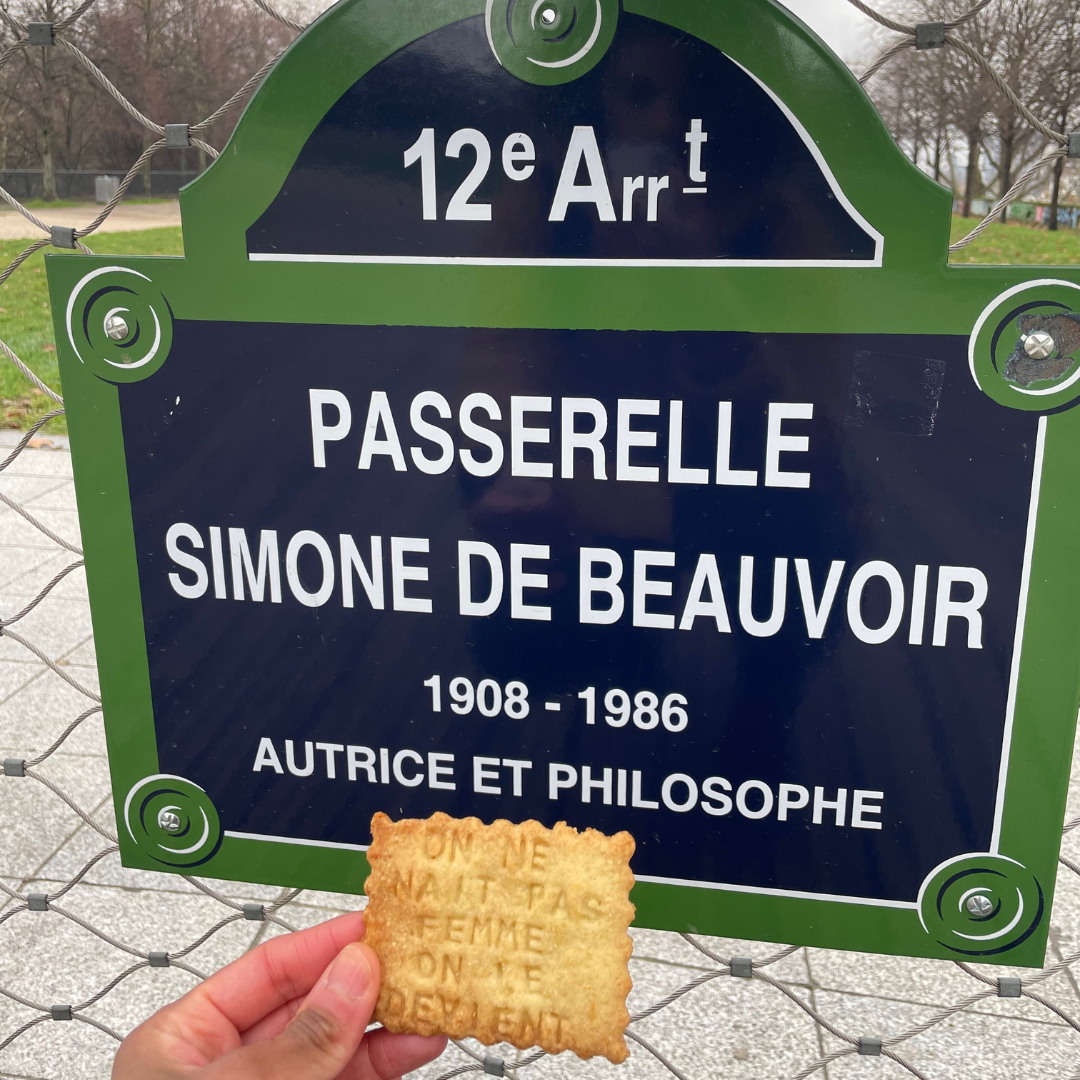 12e Arrt
PASSERELLE
SIMONE DE BEAUVOIR
1908 - 1986
AUTRICE ET PHILOSOPHE
ON NE
NAIT PAS
FEMME
ON LE
DEVIENT